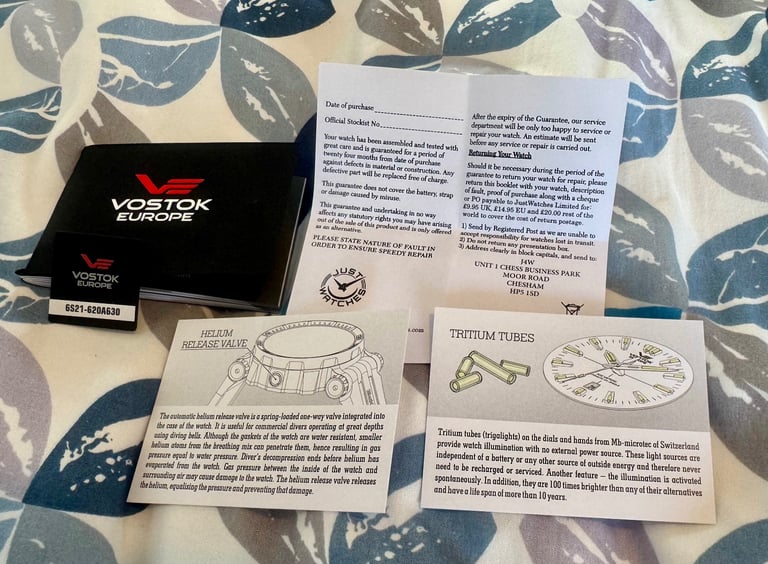 VOSTOK
EUROPE
VOSTOK
EUROPE
6S21-620A630
Date of purchase
Official Stockist No.
Your watch has been assembled and tested with
great care and is guaranteed for a period of
twenty four months from date of purchase
against defects in material or construction. Any
defective part will be replaced free of charge.
This guarantee does not cover the battery, strap
or damage caused by misuse.
This guarantee and undertaking in no way
affects any statutory rights you may have arising
out of the sale of this product and is only offered
as an alternative.
PLEASE STATE NATURE OF FAULT IN
ORDER TO ENSURE SPEEDY REPAIR
JUST
WATCHES
After the expiry of the Guarantee, our service
department will be only too happy to service or
repair your watch. An estimate will be sent
before any service or repair is carried out.
Returning Your Watch
Should it be necessary during the period of the
guarantee to return your watch for repair, please
return this booklet with your watch, description
of fault, proof of purchase along with a cheque
or PO payable to JustWatches Limited for:
£9.95 UK, £14.95 EU and £20.00 rest of the
world to cover the cost of return postage.
1) Send by Registered Post as we are unable to
accept responsibility for watches lost in transit.
2) Do not return any presentation box.
3) Address clearly in block capitals, and send to:
J4W
UNIT 1 CHESS BUSINESS PARK
MOOR ROAD
CHESHAM
HP5 1SD
.com
HELIUM
RELEASE VALVE
The automatic helium release valve is a spring-loaded one-way valve integrated into
the case of the watch. It is useful for commercial divers operating at great depths
using diving bells. Although the gaskets of the watch are water resistant, smaller
helium atoms from the breathing mix can penetrate them, hence resulting in gas
pressure equal to water pressure. Diver's decompression ends before helium has
evaporated from the watch. Gas pressure between the inside of the watch and
surrounding air may cause damage to the watch. The helium release valve releases
the helium, equalising the pressure and preventing that damage.
TRITIUM TUBES
Tritium tubes (trigalights) on the dials and hands from Mb-microtec of Switzerland
provide watch illumination with no external power source. These light sources are
independent of a battery or any other source of outside energy and therefore never
need to be recharged or serviced. Another feature – the illumination is activated
spontaneously. In addition, they are 100 times brighter than any of their alternatives
and have a life span of more than 10 years.